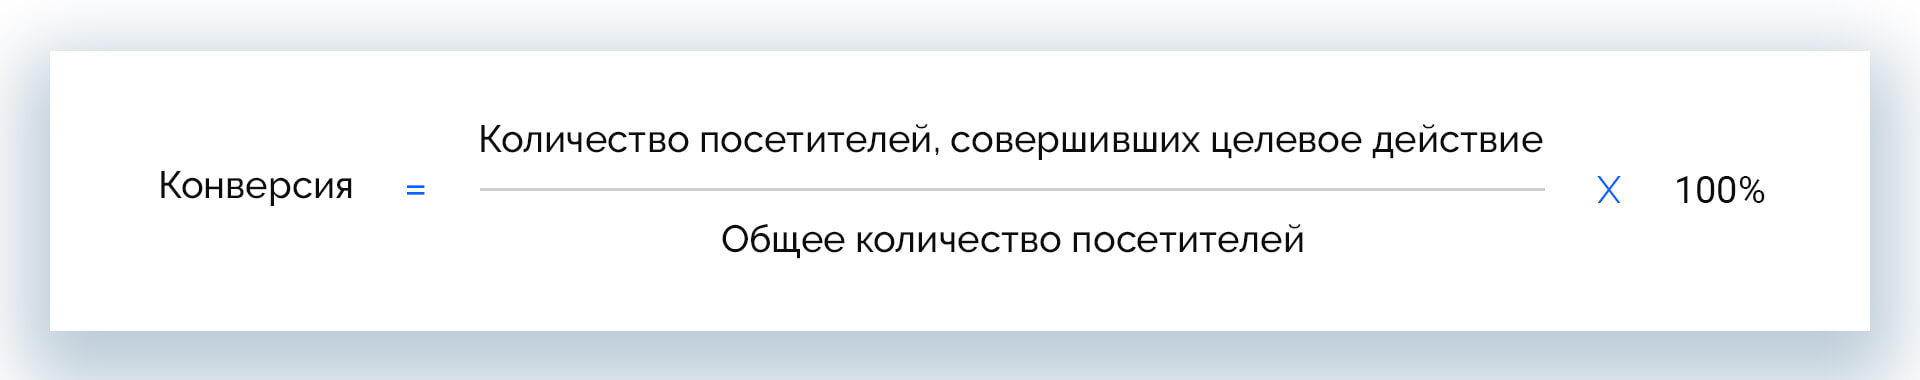 Количество посетителей, совершивших целевое действие
Конверсия = X 100%
Общее количество посетителей